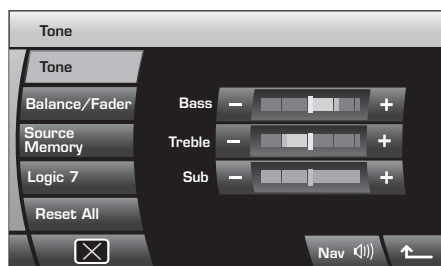 Tone
Tone
Balance/Fader
Source
Memory
Logic 7
Reset All
Bass - +
Treble - +
Sub - +
Nav